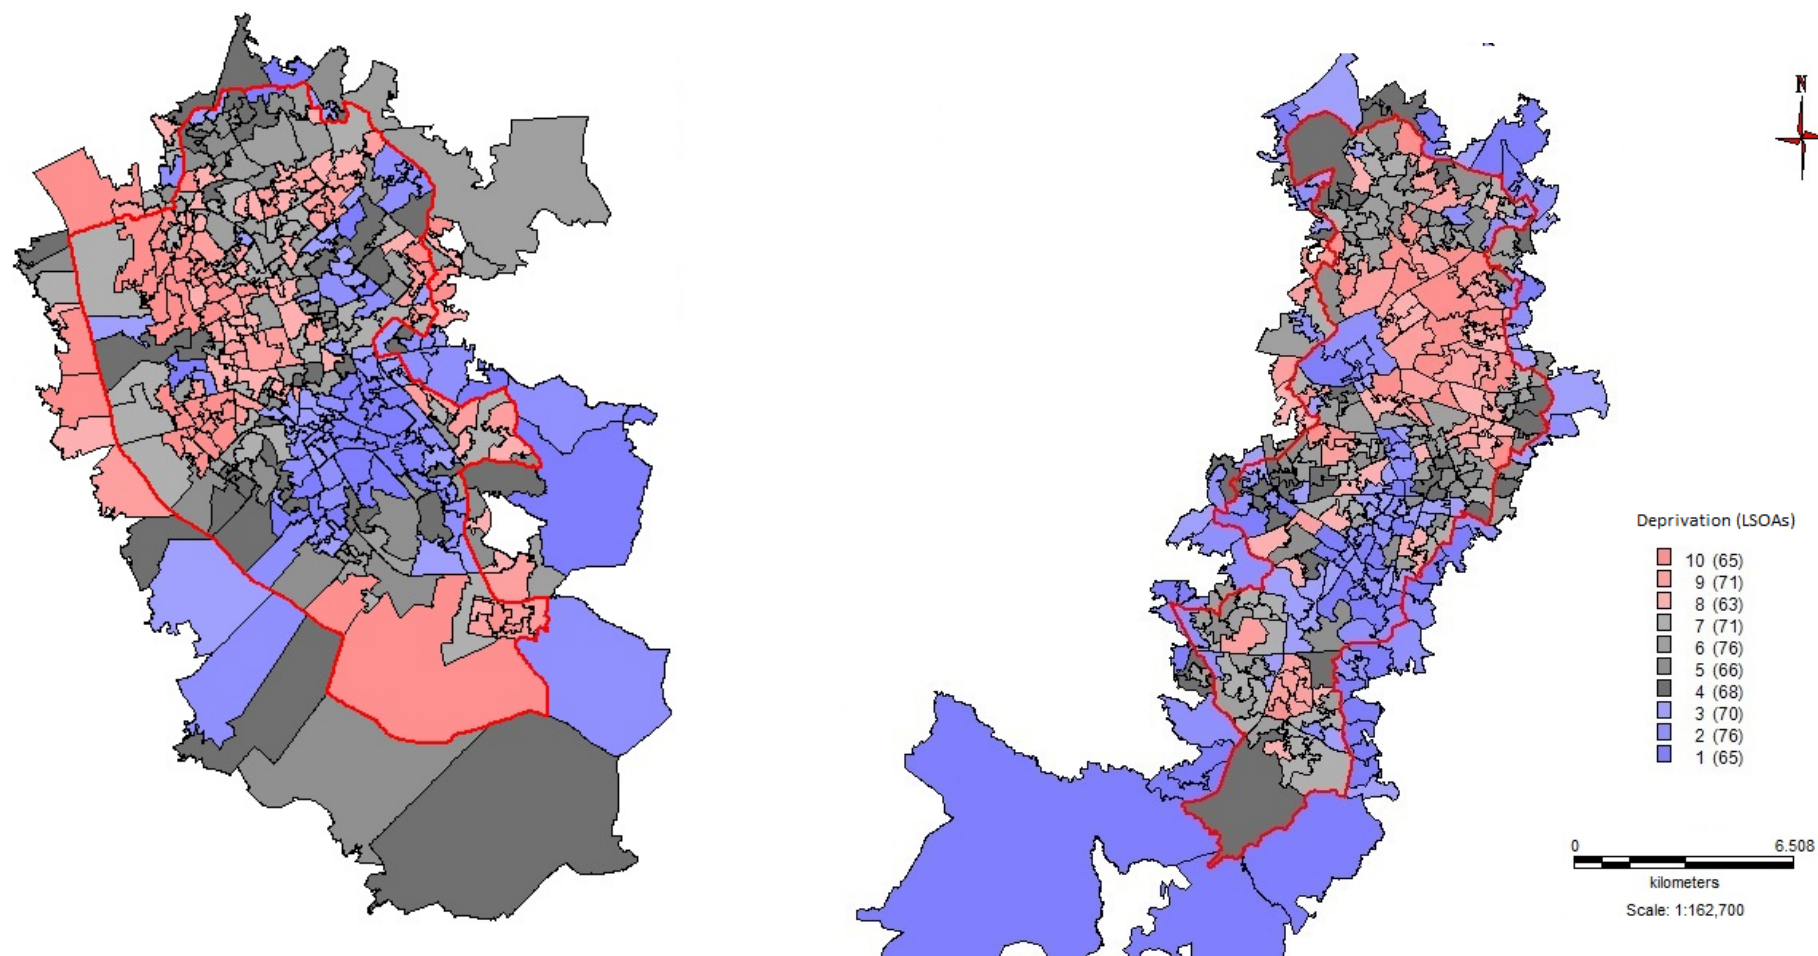 N
Deprivation (LSOAs)
10 (65)
9 (71)
8 (63)
7 (71)
6 (76)
5 (66)
4 (68)
3 (70)
2 (76)
1 (65)
0 6.508
kilometers
Scale: 1:162,700